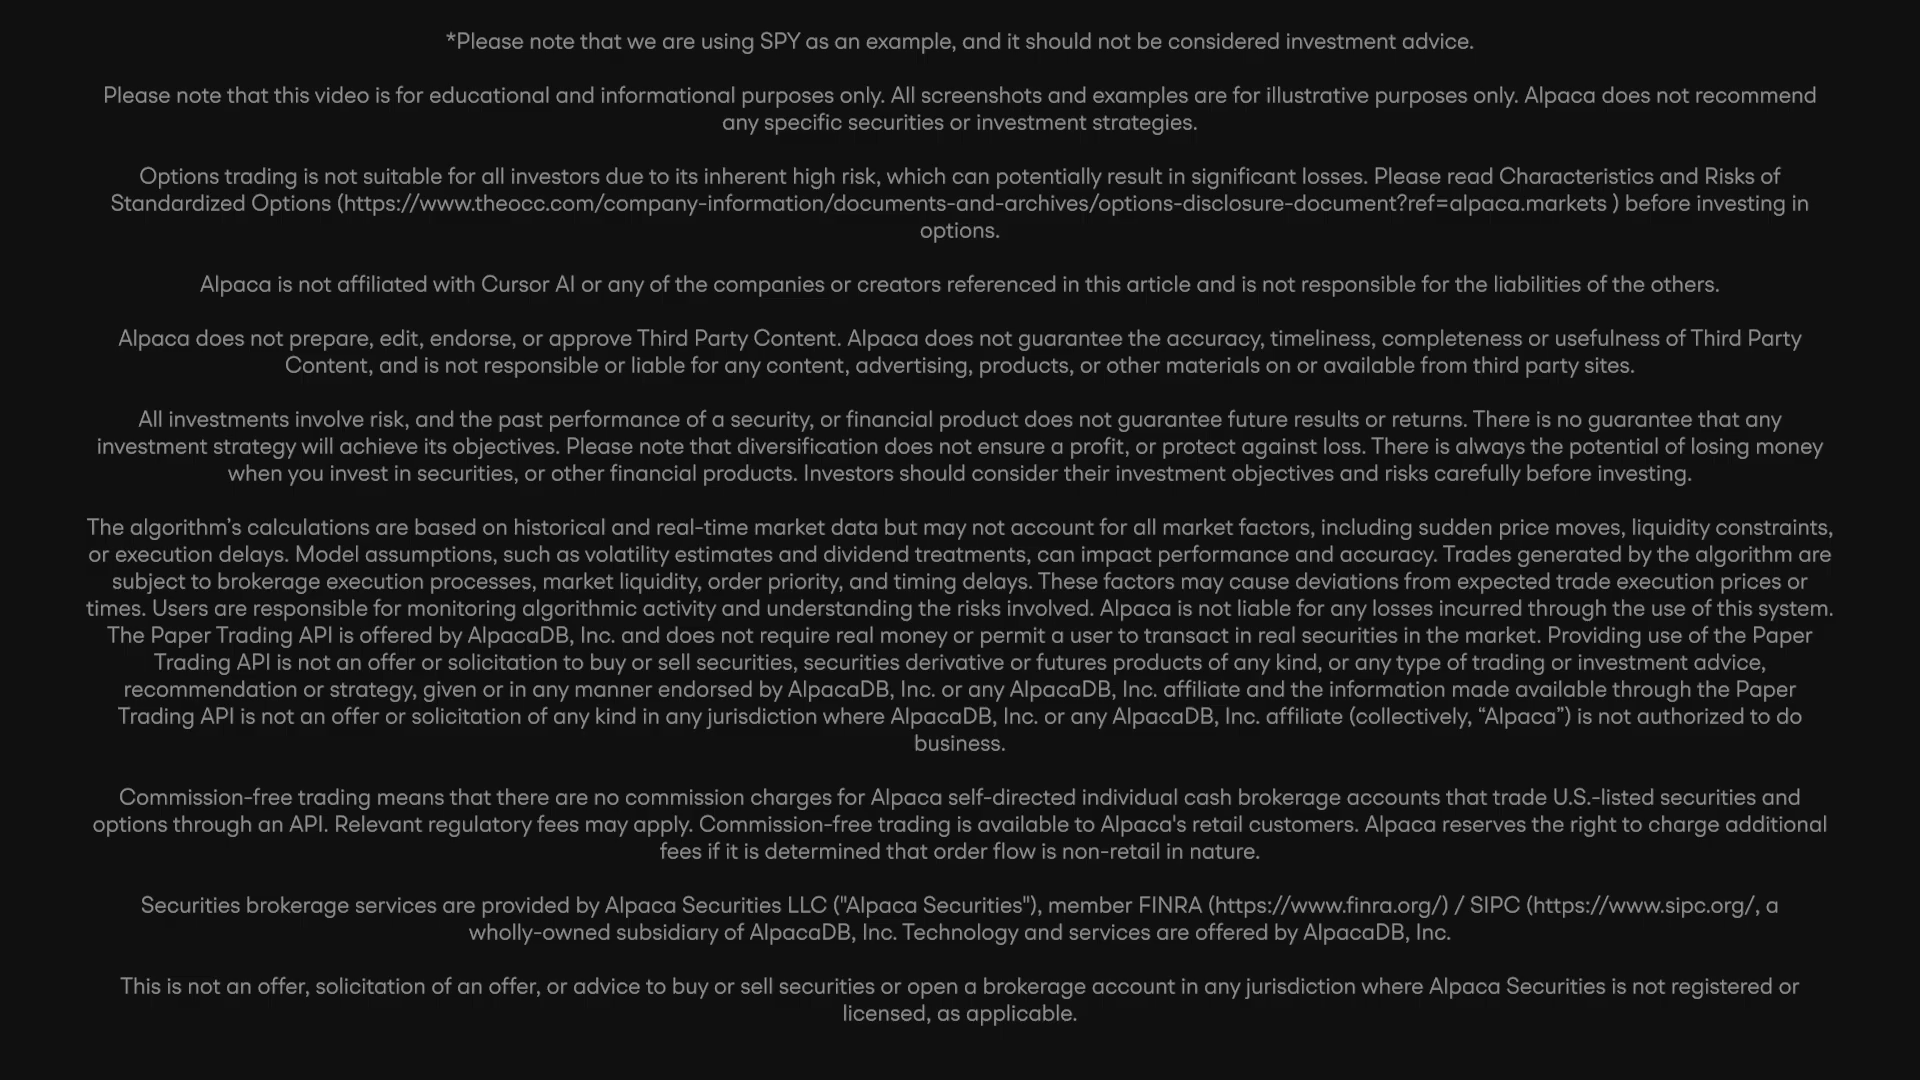 *Please note that we are using SPY as an example, and it should not be considered investment advice.
Please note that this video is for educational and informational purposes only. All screenshots and examples are for illustrative purposes only. Alpaca does not recommend
any specific securities or investment strategies.
Options trading is not suitable for all investors due to its inherent high risk, which can potentially result in significant losses. Please read Characteristics and Risks of
Standardized Options (https://www.theocc.com/company-information/documents-and-archives/options-disclosure-document?ref=alpaca.markets ) before investing in
options.
Alpaca is not affiliated with Cursor AI or any of the companies or creators referenced in this article and is not responsible for the liabilities of the others.
Alpaca does not prepare, edit, endorse, or approve Third Party Content. Alpaca does not guarantee the accuracy, timeliness, completeness or usefulness of Third Party
Content, and is not responsible or liable for any content, advertising, products, or other materials on or available from third party sites.
All investments involve risk, and the past performance of a security, or financial product does not guarantee future results or returns. There is no guarantee that any
investment strategy will achieve its objectives. Please note that diversification does not ensure a profit, or protect against loss. There is always the potential of losing money
when you invest in securities, or other financial products. Investors should consider their investment objectives and risks carefully before investing.
The algorithm’s calculations are based on historical and real-time market data but may not account for all market factors, including sudden price moves, liquidity constraints,
or execution delays. Model assumptions, such as volatility estimates and dividend treatments, can impact performance and accuracy. Trades generated by the algorithm are
subject to brokerage execution processes, market liquidity, order priority, and timing delays. These factors may cause deviations from expected trade execution prices or
times. Users are responsible for monitoring algorithmic activity and understanding the risks involved. Alpaca is not liable for any losses incurred through the use of this system.
The Paper Trading API is offered by AlpacaDB, Inc. and does not require real money or permit a user to transact in real securities in the market. Providing use of the Paper
Trading API is not an offer or solicitation to buy or sell securities, securities derivative or futures products of any kind, or any type of trading or investment advice,
recommendation or strategy, given or in any manner endorsed by AlpacaDB, Inc. or any AlpacaDB, Inc. affiliate and the information made available through the Paper
Trading API is not an offer or solicitation of any kind in any jurisdiction where AlpacaDB, Inc. or any AlpacaDB, Inc. affiliate (collectively, “Alpaca”) is not authorized to do
business.
Commission-free trading means that there are no commission charges for Alpaca self-directed individual cash brokerage accounts that trade U.S.-listed securities and
options through an API. Relevant regulatory fees may apply. Commission-free trading is available to Alpaca's retail customers. Alpaca reserves the right to charge additional
fees if it is determined that order flow is non-retail in nature.
Securities brokerage services are provided by Alpaca Securities LLC ("Alpaca Securities"), member FINRA (https://www.finra.org/) / SIPC (https://www.sipc.org/, a
wholly-owned subsidiary of AlpacaDB, Inc. Technology and services are offered by AlpacaDB, Inc.
This is not an offer, solicitation of an offer, or advice to buy or sell securities or open a brokerage account in any jurisdiction where Alpaca Securities is not registered or
licensed, as applicable.